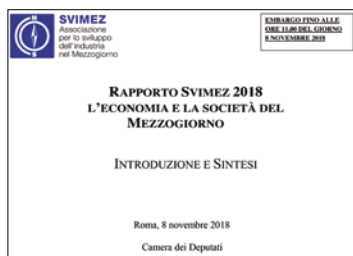 SVIMEZ
Associazione
per lo sviluppo
dell'industria
nel Mezzogiorno
EMBARGO FINO ALLE
ORE 11,00 DEL GIORNO
8 NOVEMBRE 2018
RAPPORTO SVIMEZ 2018
L'ECONOMIA E LA SOCIETÀ DEL
MEZZOGIORNO
INTRODUZIONE E SINTESI
Roma, 8 novembre 2018
Camera dei Deputati